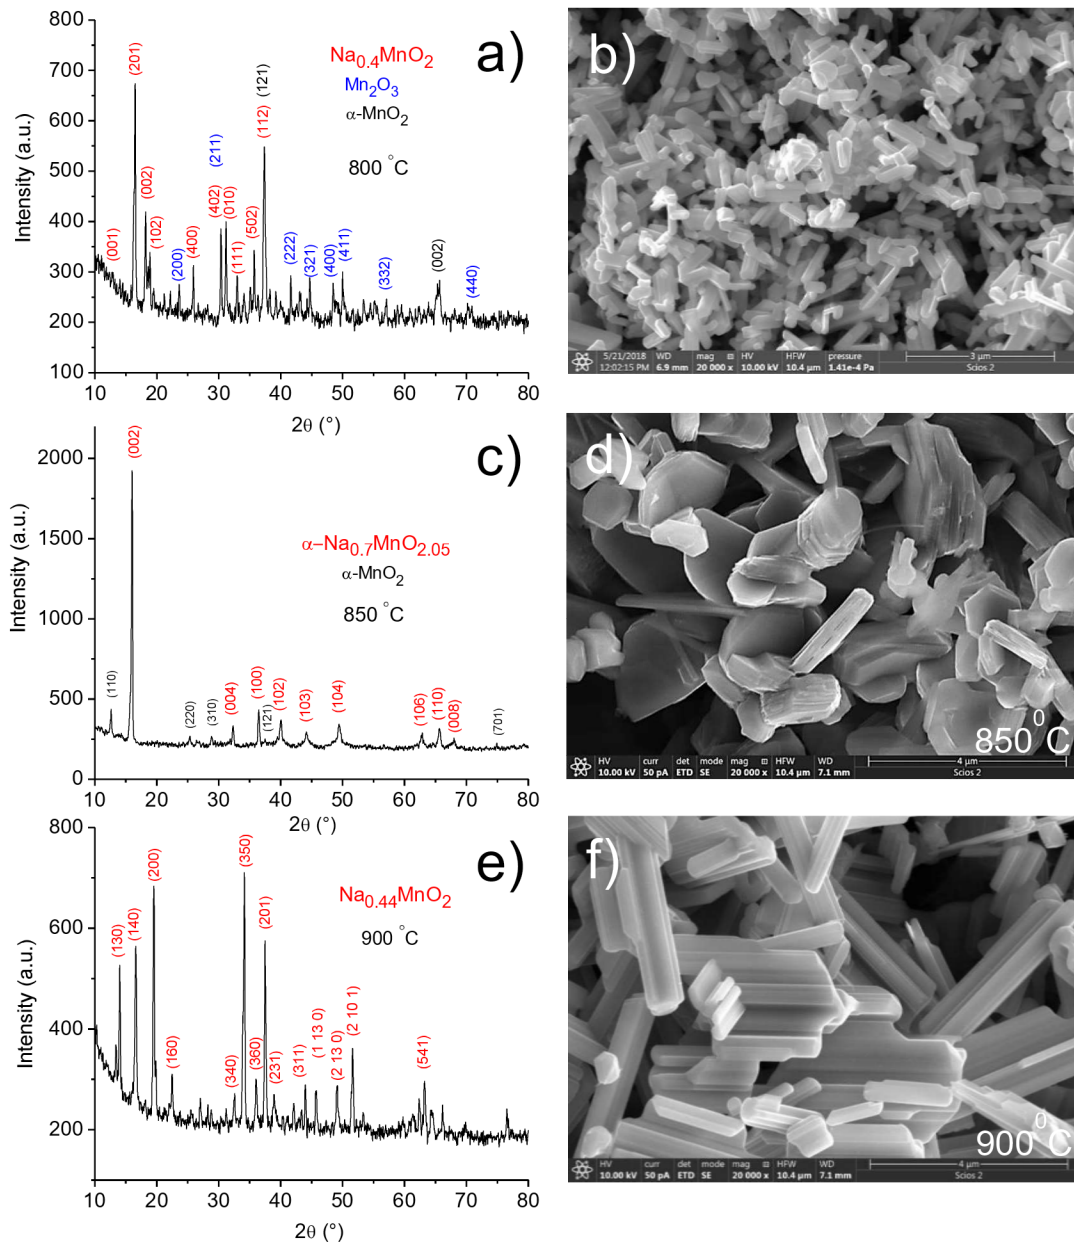 a)
Na0.4MnO2
Mn2O3
α-MnO2
800 °C
Intensity (a.u.)
800
700
600
500
400
300
200
100
(001)
(201)
(002)
(102)
(200)
(400)
(402)
(211)
(010)
(111)
(502)
(112)
(121)
(222)
(321)
(400)
(411)
(332)
(002)
(440)
10 20 30 40 50 60 70 80
2θ (°)
b)
5/21/2018 WD mag HV HFW pressure 3 µm
12:02:15 PM 6.9 mm 20 000 x 10.00 kV 10.4 µm 1.41e-4 Pa Scios 2
c)
α–Na0.7MnO2.05
α-MnO2
850 °C
Intensity (a.u.)
2000
1500
1000
500
0
(110)
(002)
(220)
(310)
(004)
(100)
(121)
(102)
(103)
(104)
(106)
(110)
(008)
(701)
10 20 30 40 50 60 70 80
2θ (°)
d)
850 0C
HV curr det mode mag HFW WD 4 µm
10.00 kV 50 pA ETD SE 20 000 x 10.4 µm 7.1 mm Scios 2
e)
Na0.44MnO2
900 °C
Intensity (a.u.)
800
600
400
200
(130)
(140)
(200)
(160)
(340)
(350)
(360)
(201)
(231)
(311)
(1 13 0)
(2 13 0)
(2 10 1)
(541)
10 20 30 40 50 60 70 80
2θ (°)
f)
900 0C
HV curr det mode mag HFW WD 4 µm
10.00 kV 50 pA ETD SE 20 000 x 10.4 µm 7.1 mm Scios 2